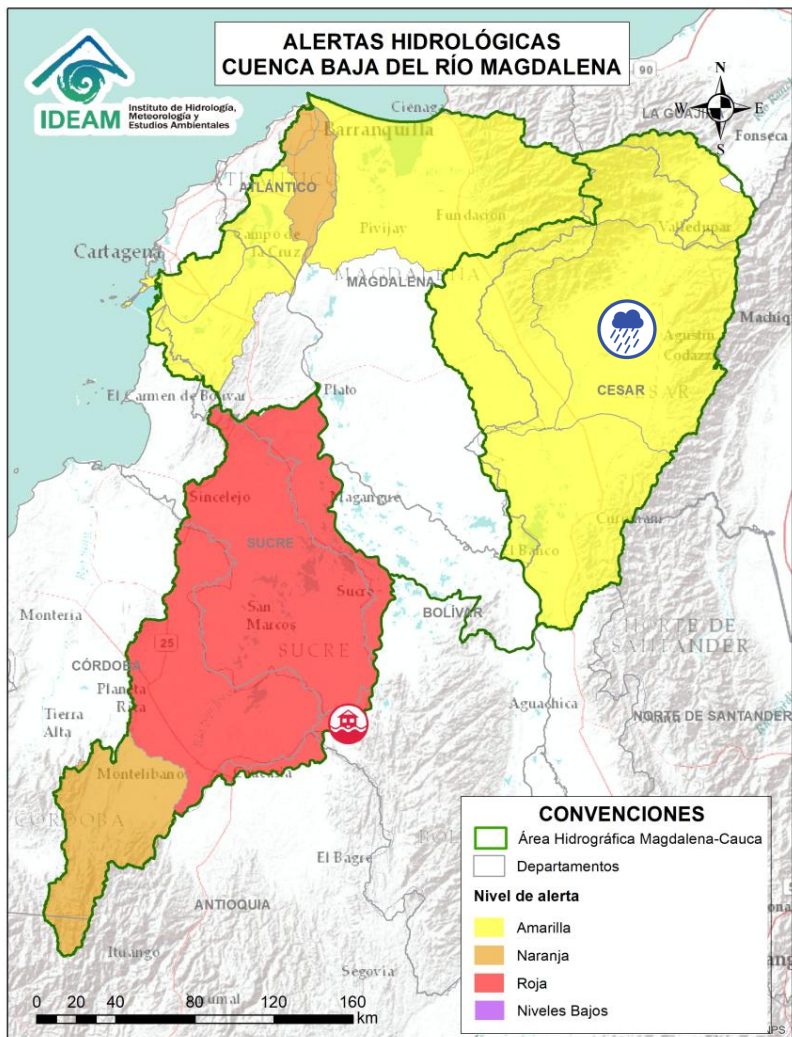 ALERTAS HIDROLÓGICAS
CUENCA BAJA DEL RÍO MAGDALENA
IDEAM
Instituto de Hidrología,
Meteorología y
Estudios Ambientales
N
W
E
S
90
Ciénaga
LA GUAJIRA
Fonseca
Barranquilla
ATLÁNTICO
Valledupar
Pivijay
Fundación
Campo de
la Cruz
Cartagena
MAGDALENA
MAGDALENA
Machiq
Agustín
Codazzi
CESAR
El Carmen de Bolívar
Plato
Sincelejo
Magangué
SUCRE
Curumaní
El Banco
Sucre
San
Marcos
BOLÍVAR
Montería
SUCRE
NORTE DE
SANTANDER
25
CÓRDOBA
Planeta
Rica
Tierra
Alta
Aguachica
NORTE DE SANTANDER
Montelíbano
CÓRDOBA
El Bagre
ANTIOQUIA
Ituango
Segovia
0 20 40 80 120 160
km
CONVENCIONES
Área Hidrográfica Magdalena-Cauca
Departamentos
Nivel de alerta
Amarilla
Naranja
Roja
Niveles Bajos